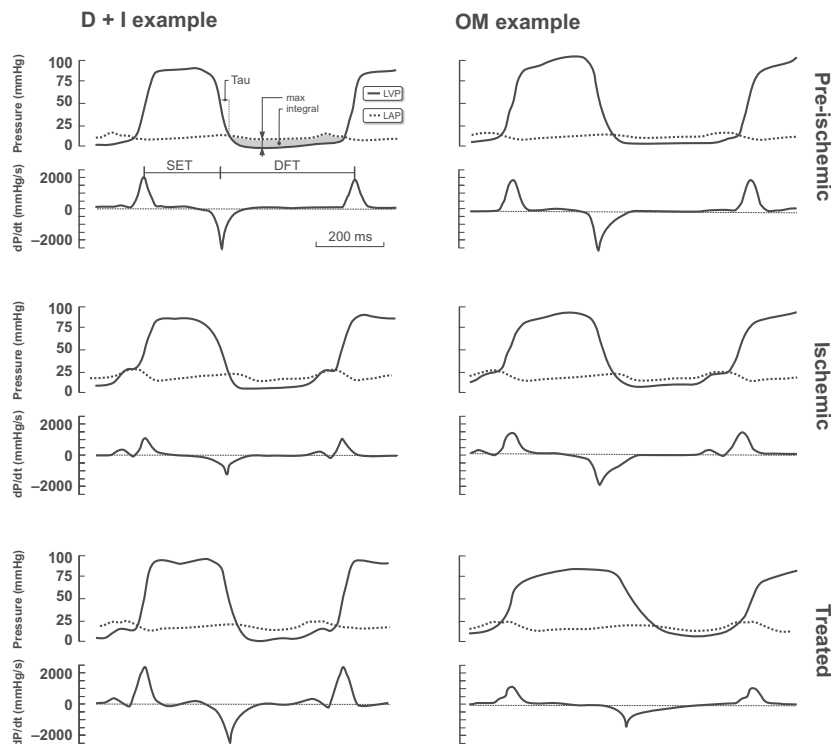 D + I example
OM example
Pressure (mmHg)
100
75
50
25
0
Tau
max
integral
LVP
LAP
Pre-ischemic
dP/dt (mmHg/s)
2000
0
–2000
SET
DFT
200 ms
Pressure (mmHg)
100
75
50
25
0
Ischemic
dP/dt (mmHg/s)
2000
0
–2000
Pressure (mmHg)
100
75
50
25
0
Treated
dP/dt (mmHg/s)
2000
0
–2000